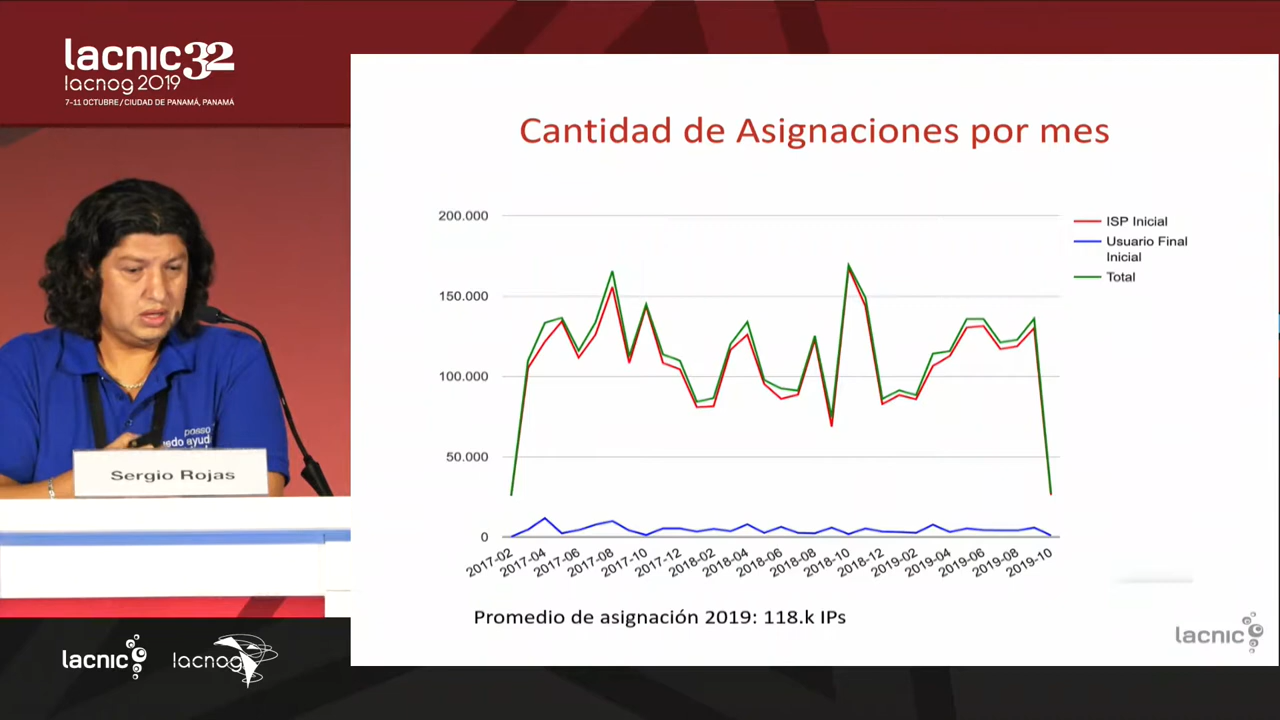 lacnic 32
lacnog 2019
7-11 OCTUBRE / CIUDAD DE PANAMÁ, PANAMÁ
Cantidad de Asignaciones por mes
200.000
150.000
100.000
50.000
0
ISP Inicial
Usuario Final
Inicial
Total
2017-02
2017-04
2017-06
2017-08
2017-10
2017-12
2018-02
2018-04
2018-06
2018-08
2018-10
2018-12
2019-02
2019-04
2019-06
2019-08
2019-10
Promedio de asignación 2019: 118.k IPs
lacnic
Sergio Rojas
lacnic
lacnog